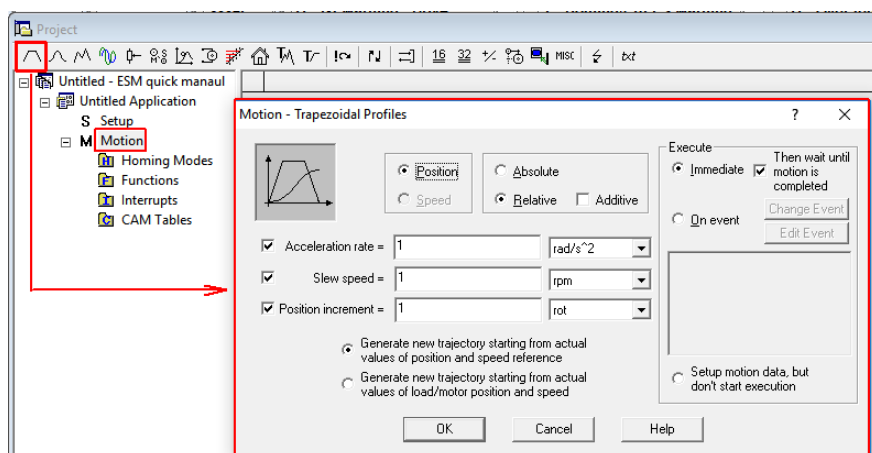 Project
16 32 +/- MISC txt
Untitled - ESM quick manaul
Untitled Application
S Setup
M Motion
H Homing Modes
F Functions
I Interrupts
C CAM Tables
Motion - Trapezoidal Profiles
? X
Position
Speed
Absolute
Relative
Additive
Acceleration rate = 1 rad/s^2
Slew speed = 1 rpm
Position increment = 1 rot
Generate new trajectory starting from actual
values of position and speed reference
Generate new trajectory starting from actual
values of load/motor position and speed
Execute
Immediate
Then wait until
motion is
completed
On event
Change Event
Edit Event
Setup motion data, but
don't start execution
OK Cancel Help